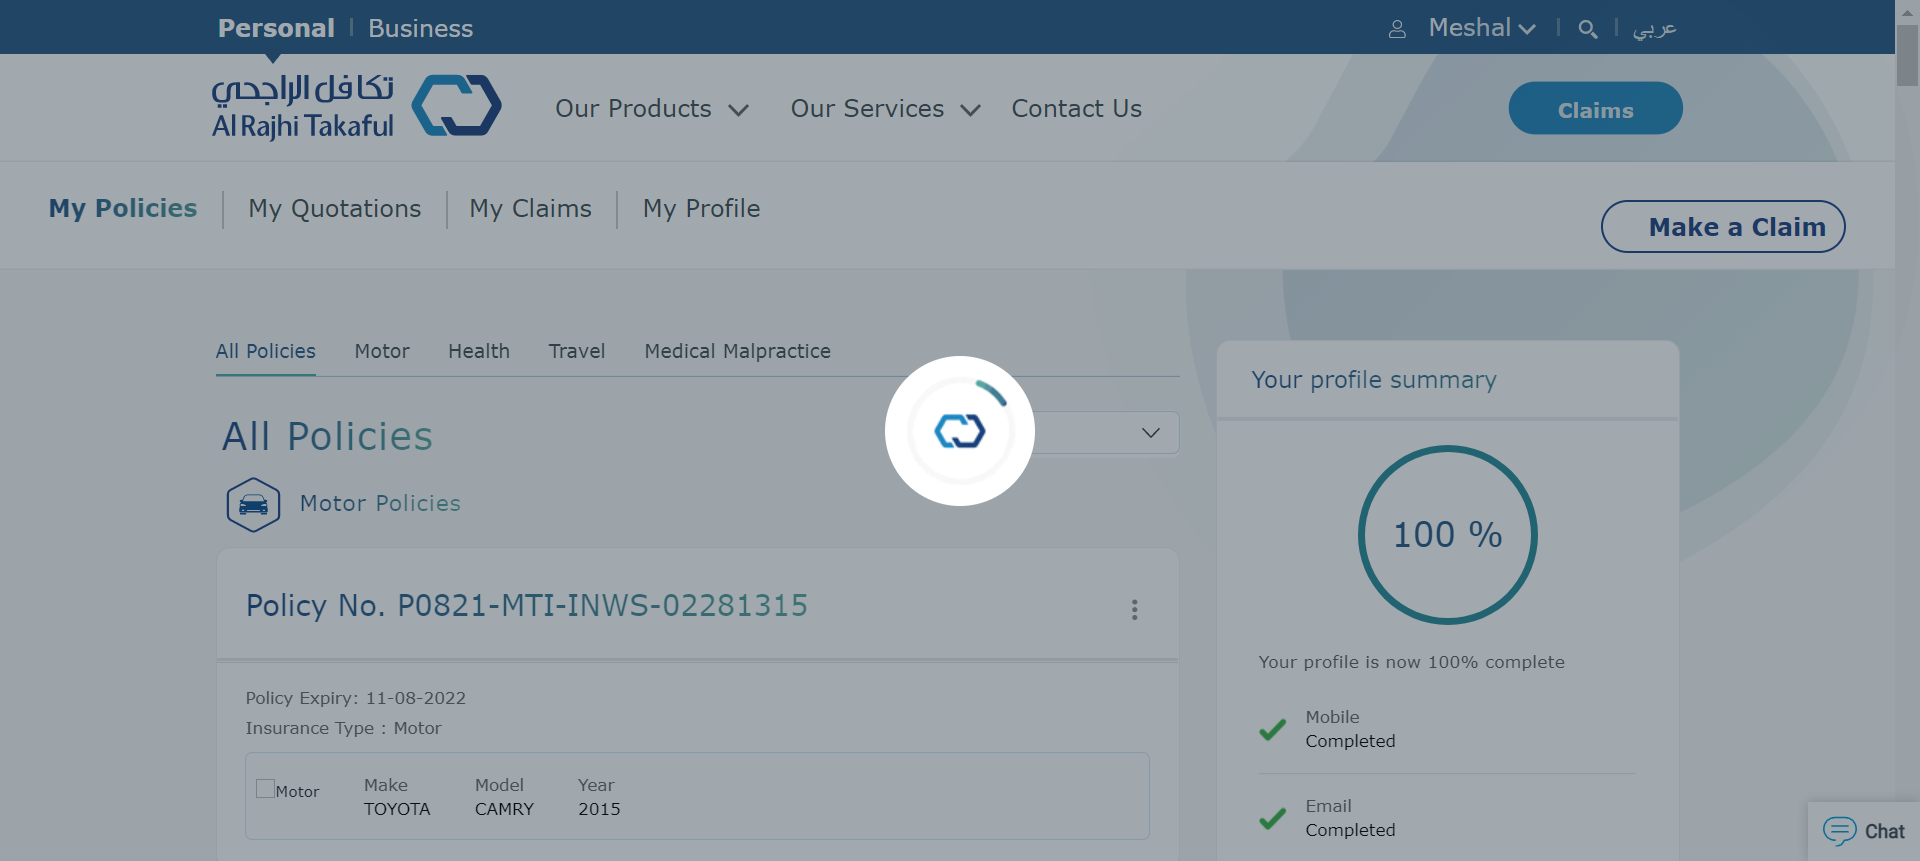 Personal
Business
Meshal
عربي
تكافل الراجحي
Al Rajhi Takaful
Our Products
Our Services
Contact Us
Claims
My Policies
My Quotations
My Claims
My Profile
Make a Claim
All Policies
Motor
Health
Travel
Medical Malpractice
Your profile summary
All Policies
Motor Policies
100 %
Policy No. P0821-MTI-INWS-02281315
Your profile is now 100% complete
Policy Expiry: 11-08-2022
Insurance Type : Motor
Mobile
Completed
Motor
Make
TOYOTA
Model
CAMRY
Year
2015
Email
Completed
Chat